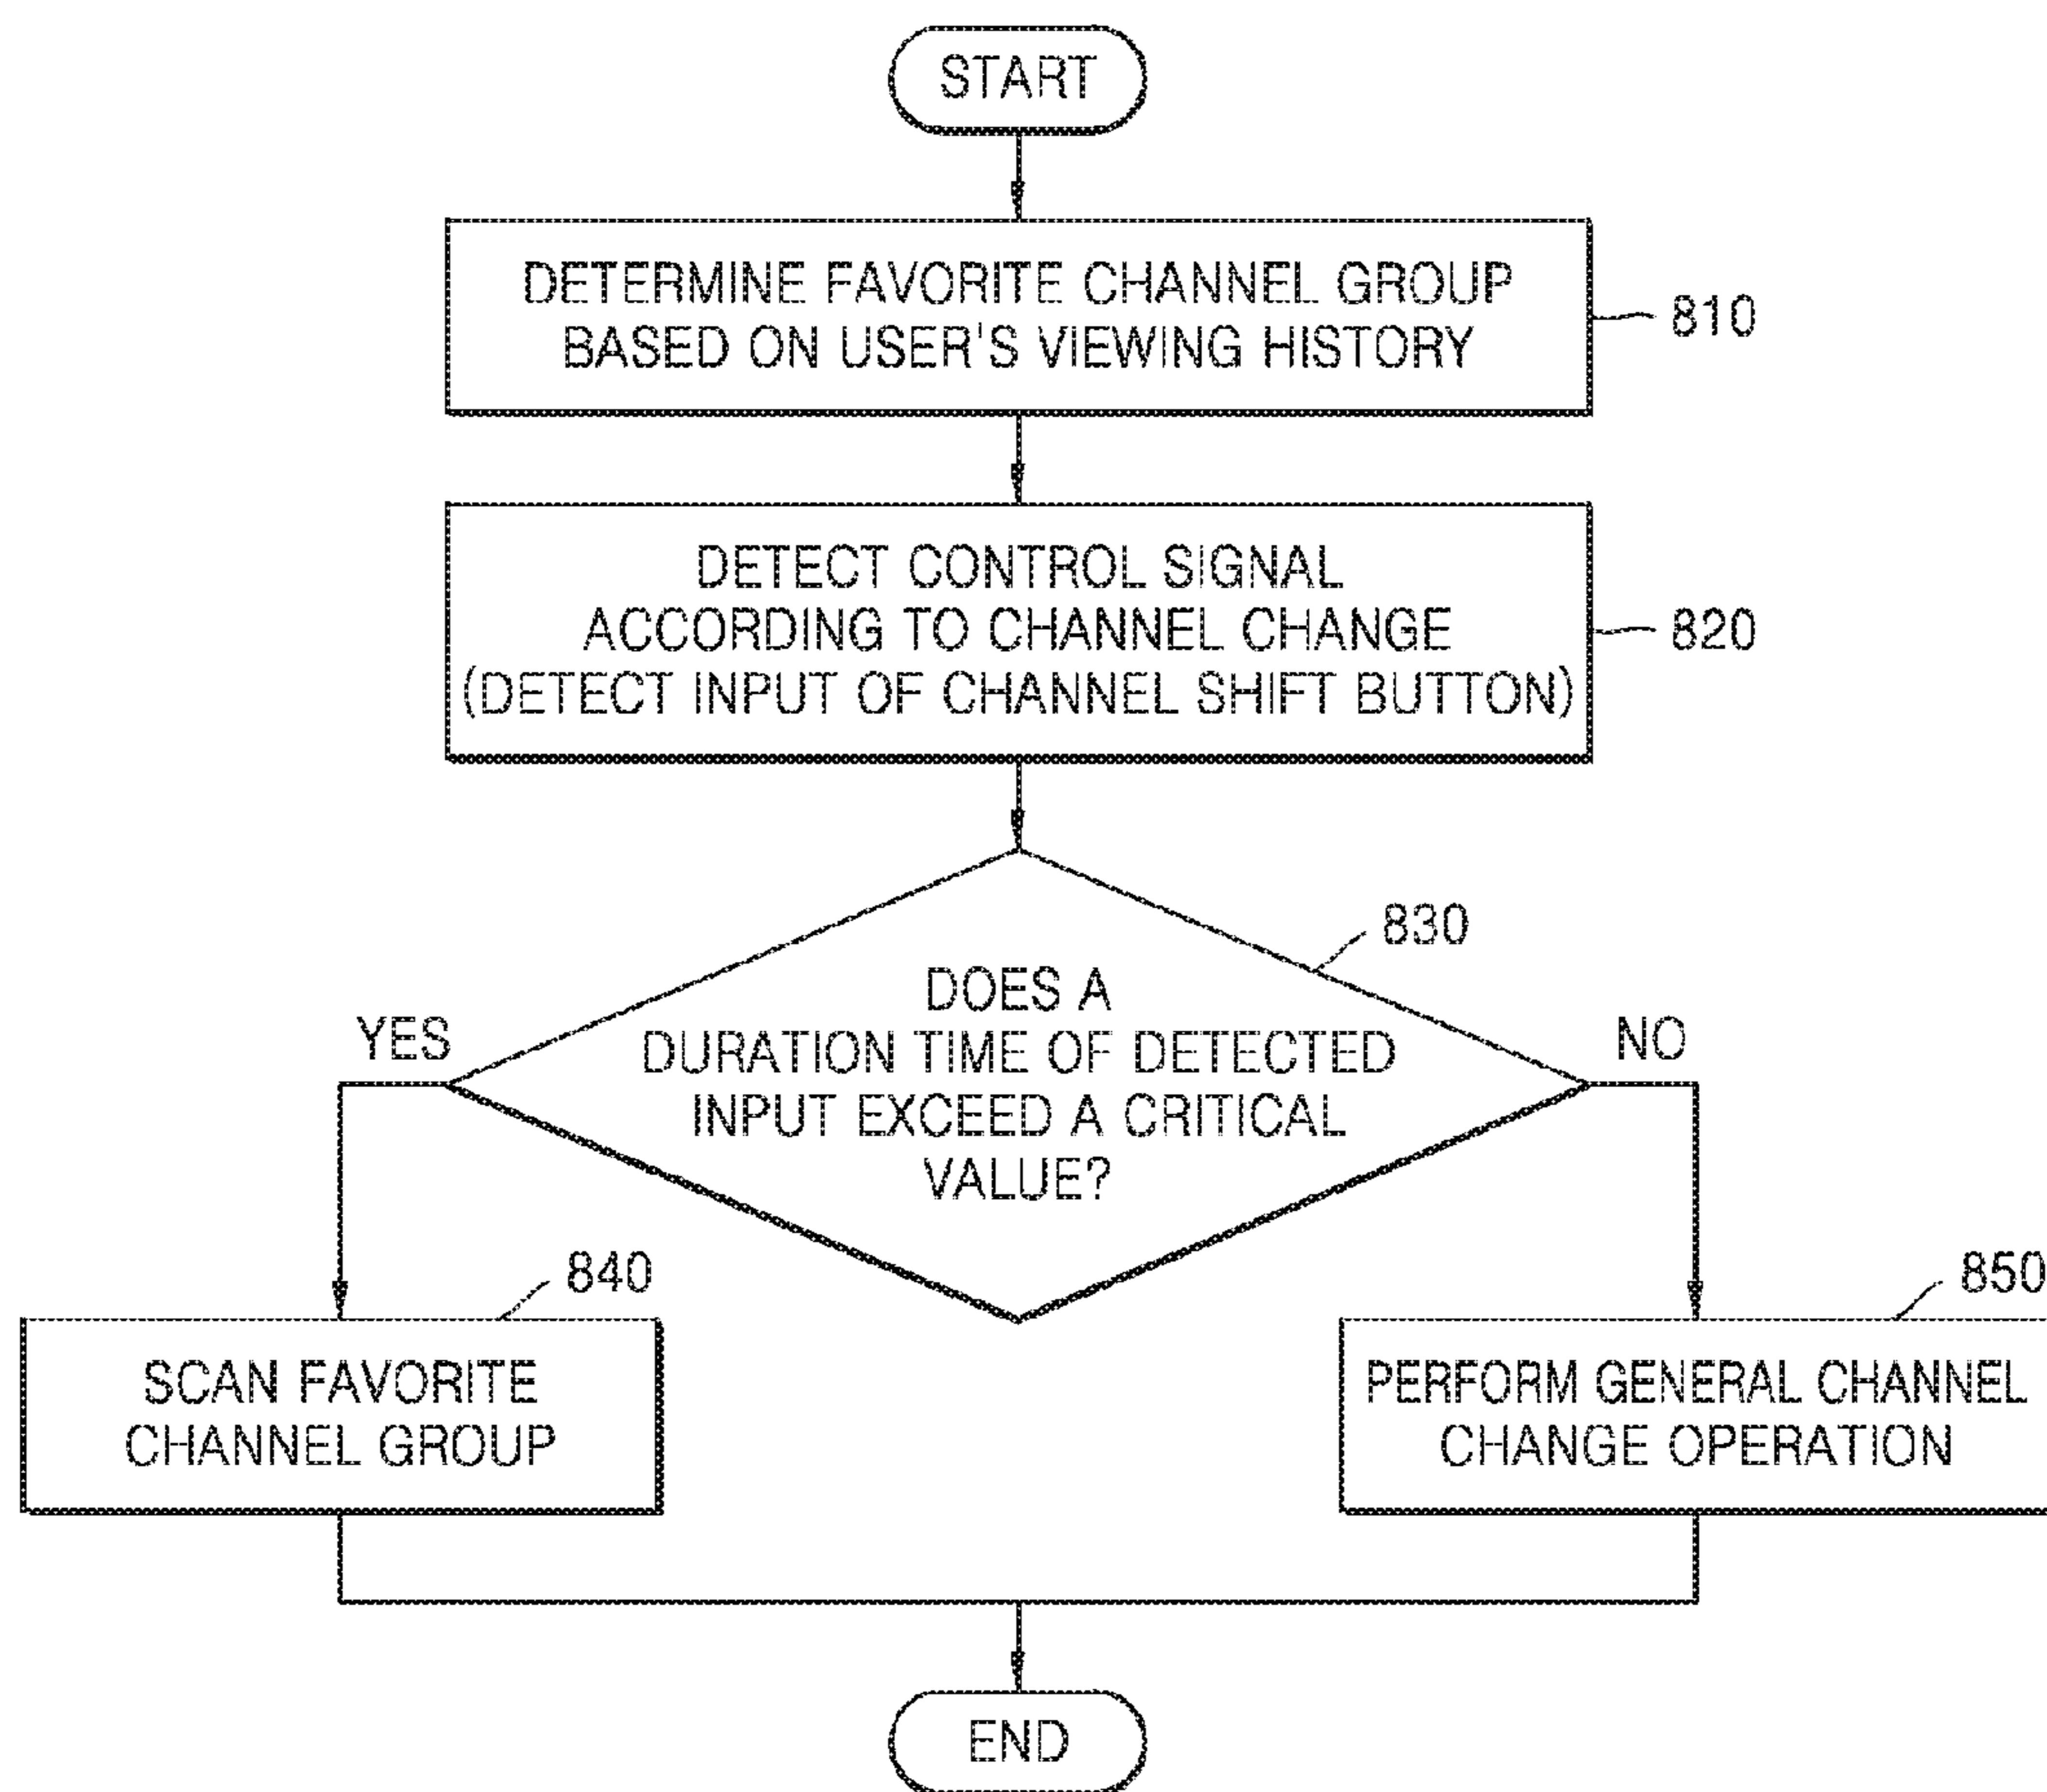 START
DETERMINE FAVORITE CHANNEL GROUP
BASED ON USER'S VIEWING HISTORY
810
DETECT CONTROL SIGNAL
ACCORDING TO CHANNEL CHANGE
(DETECT INPUT OF CHANNEL SHIFT BUTTON)
820
830
DOES A
DURATION TIME OF DETECTED
INPUT EXCEED A CRITICAL
VALUE?
YES
NO
840
SCAN FAVORITE
CHANNEL GROUP
850
PERFORM GENERAL CHANNEL
CHANGE OPERATION
END